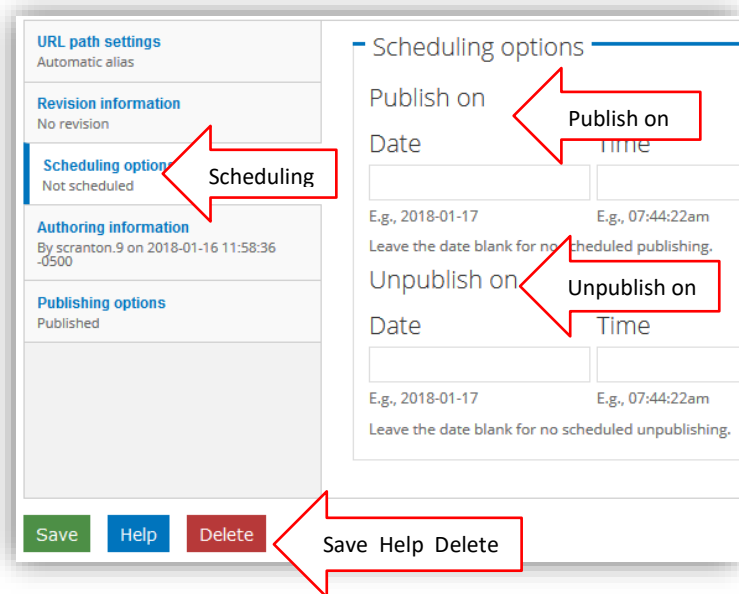 URL path settings
Automatic alias
Revision information
No revision
Scheduling options
Not scheduled
Scheduling
Authoring information
By scranton.9 on 2018-01-16 11:58:36
-0500
Publishing options
Published
Scheduling options
Publish on
Publish on
Date Time
E.g., 2018-01-17 E.g., 07:44:22am
Leave the date blank for no scheduled publishing.
Unpublish on
Unpublish on
Date Time
E.g., 2018-01-17 E.g., 07:44:22am
Leave the date blank for no scheduled unpublishing.
Save Help Delete
Save Help Delete